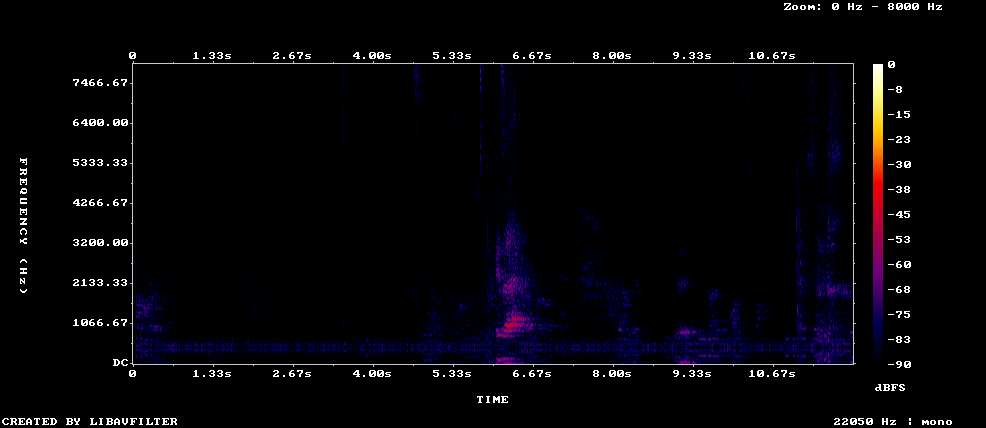 Zoom: 0 Hz - 8000 Hz
0 1.33s 2.67s 4.00s 5.33s 6.67s 8.00s 9.33s 10.67s
7466.67
6400.00
5333.33
4266.67
3200.00
2133.33
1066.67
DC
FREQUENCY (Hz)
0
-8
-15
-23
-30
-38
-45
-53
-60
-68
-75
-83
-90
dBFS
0 1.33s 2.67s 4.00s 5.33s 6.67s 8.00s 9.33s 10.67s
TIME
CREATED BY LIBAVFILTER
22050 Hz | mono